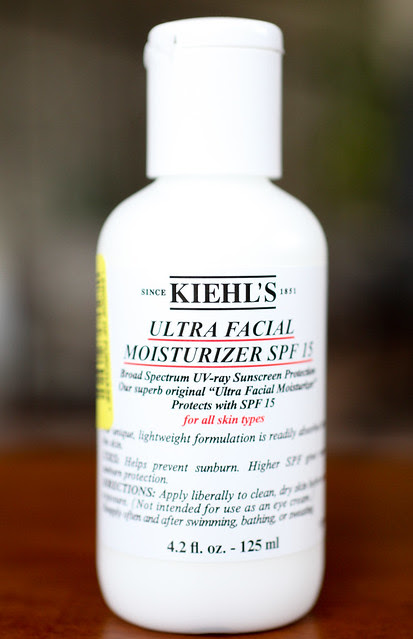 SINCE KIEHL'S 1851
ULTRA FACIAL
MOISTURIZER SPF 15
Broad Spectrum UV-ray Sunscreen Protection
Our superb original "Ultra Facial Moisturizer"
Protects with SPF 15
for all skin types
unique, lightweight formulation is readily absorbed
skin.
Helps prevent sunburn. Higher SPF
sunburn protection.
DIRECTIONS: Apply liberally to clean, dry skin
(Not intended for use as an eye cream.)
often and after swimming, bathing, or sweating
4.2 fl. oz. - 125 ml